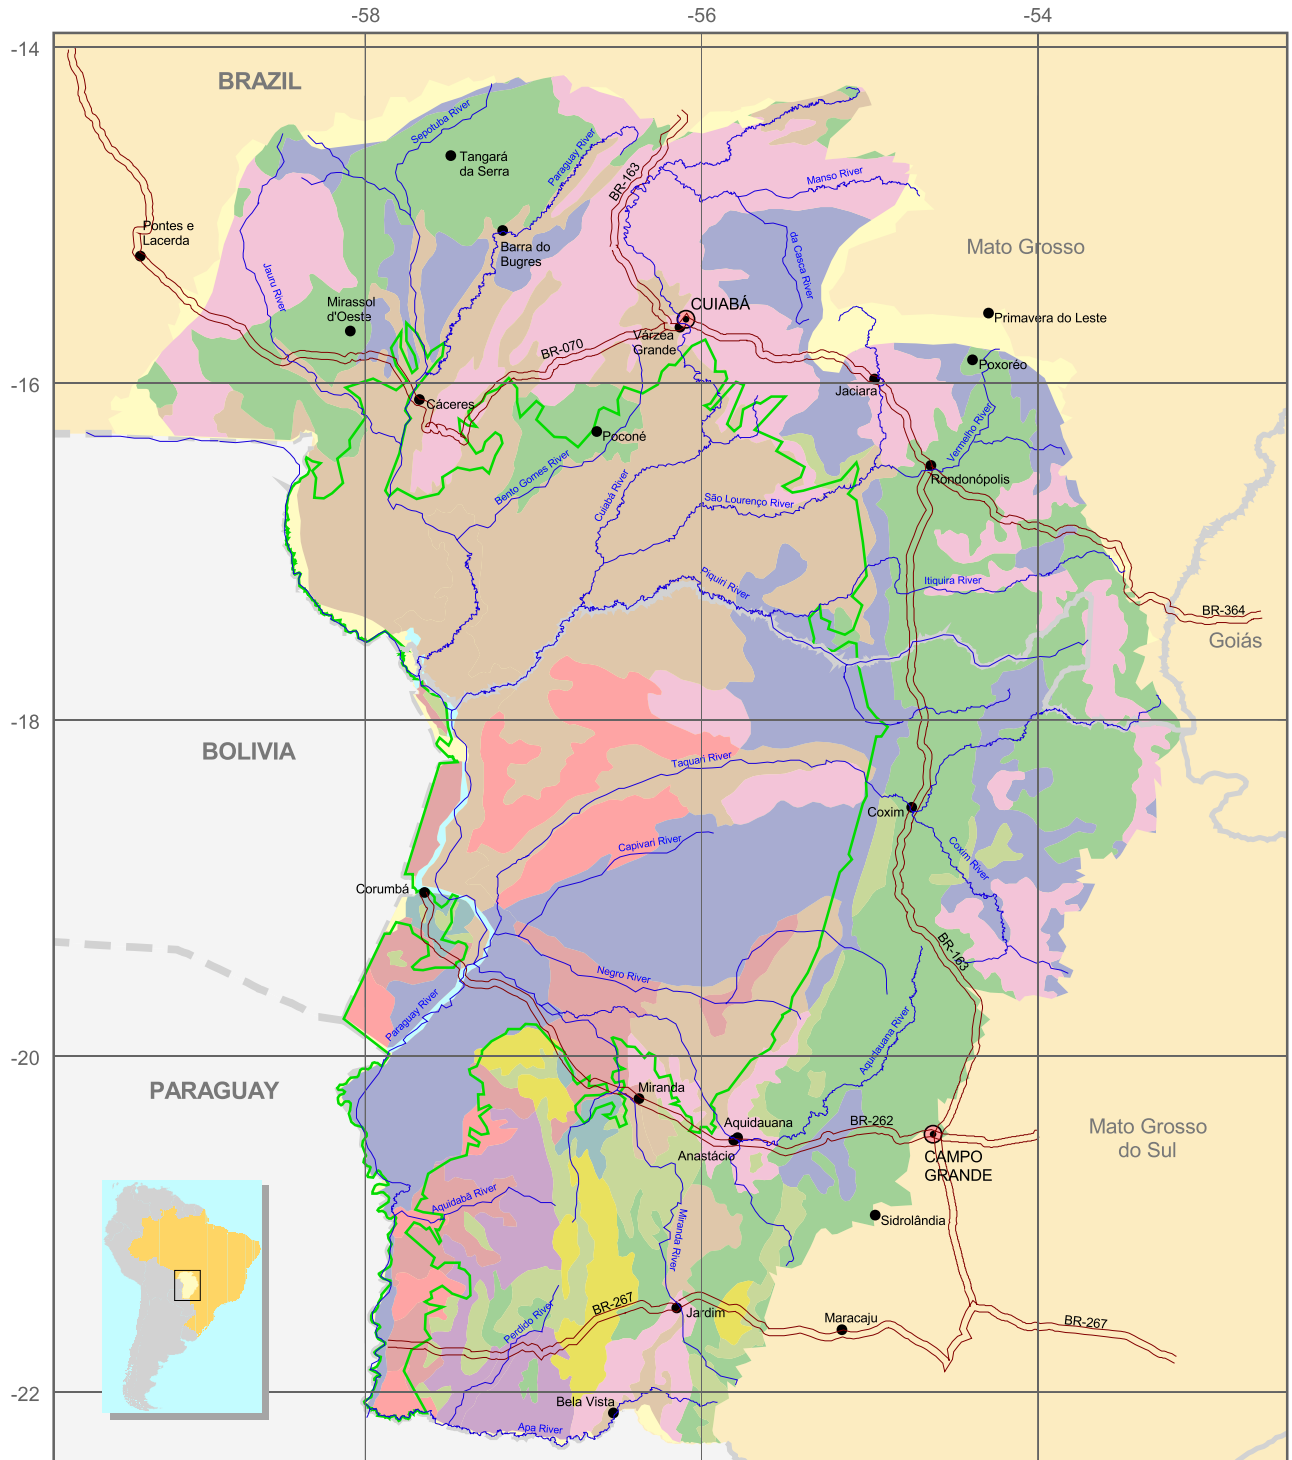 -58
-56
-54
-14
BRAZIL
Sepotuba River
Tangará
da Serra
Paraguay River
BR-163
Manso River
Pontes e
Lacerda
Barra do
Bugres
da Casca River
Mato Grosso
Jauru River
Mirassol
d'Oeste
CUIABÁ
Várzea
Grande
Primavera do Leste
BR-070
Poxoréo
-16
Jaciara
Cáceres
Vermelho River
Poconé
Bento Gomes River
Cuiabá River
São Lourenço River
Rondonópolis
Piquiri River
Itiquira River
BR-364
Goiás
-18
BOLIVIA
Taquari River
Coxim
Capivari River
Coxim River
Corumbá
BR-163
Negro River
Paraguay River
Aquidauana River
-20
PARAGUAY
Miranda
Aquidauana
BR-262
Anastácio
CAMPO
GRANDE
Mato Grosso
do Sul
Aquidabã River
Miranda River
Sidrolândia
BR-267
Jardim
Perdido River
Maracaju
BR-267
-22
Bela Vista
Apa River